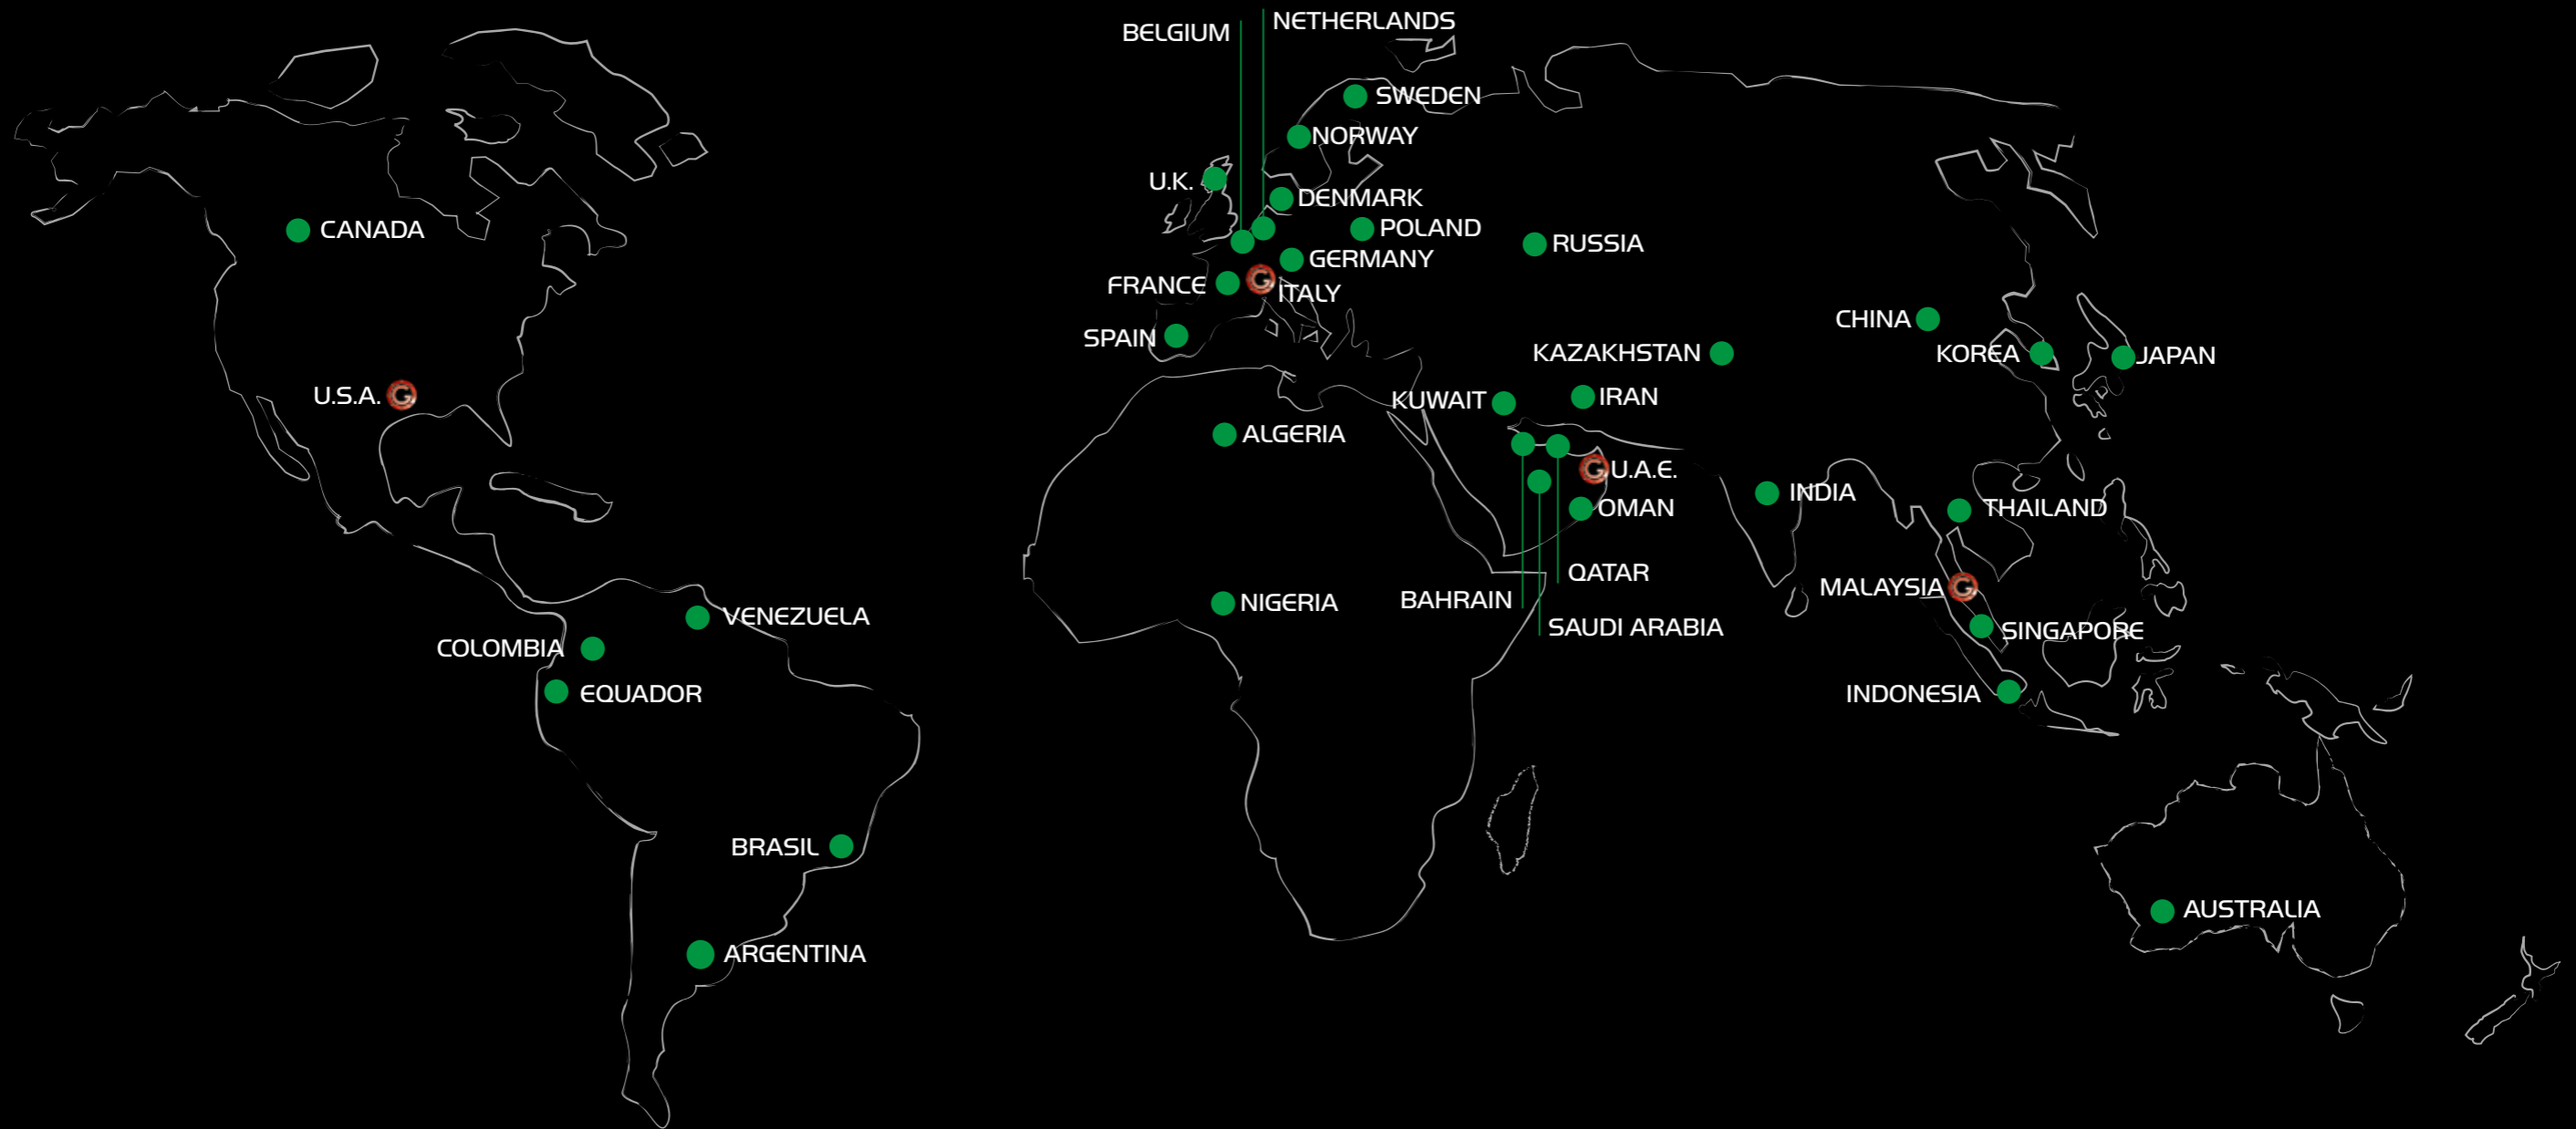 BELGIUM
NETHERLANDS
SWEDEN
NORWAY
U.K.
DENMARK
POLAND
GERMANY
RUSSIA
FRANCE
G
ITALY
SPAIN
CANADA
U.S.A. G
CHINA
KOREA
JAPAN
KAZAKHSTAN
KUWAIT
IRAN
ALGERIA
G U.A.E.
OMAN
INDIA
THAILAND
QATAR
BAHRAIN
SAUDI ARABIA
NIGERIA
MALAYSIA G
SINGAPORE
INDONESIA
VENEZUELA
COLOMBIA
EQUADOR
BRASIL
ARGENTINA
AUSTRALIA